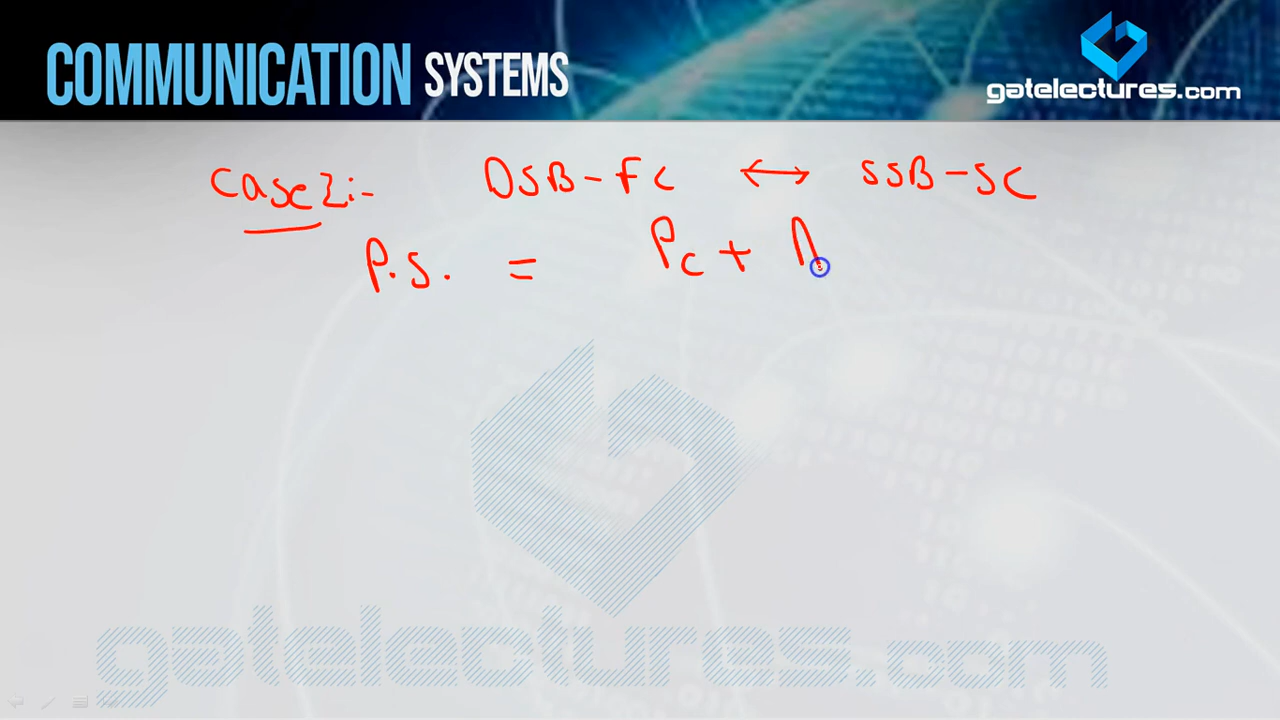 COMMUNICATION SYSTEMS
gatelectures.com
Case2:-   DSB-FC ↔ SSB-SC
P.S. = Pc +
gatelectures.com